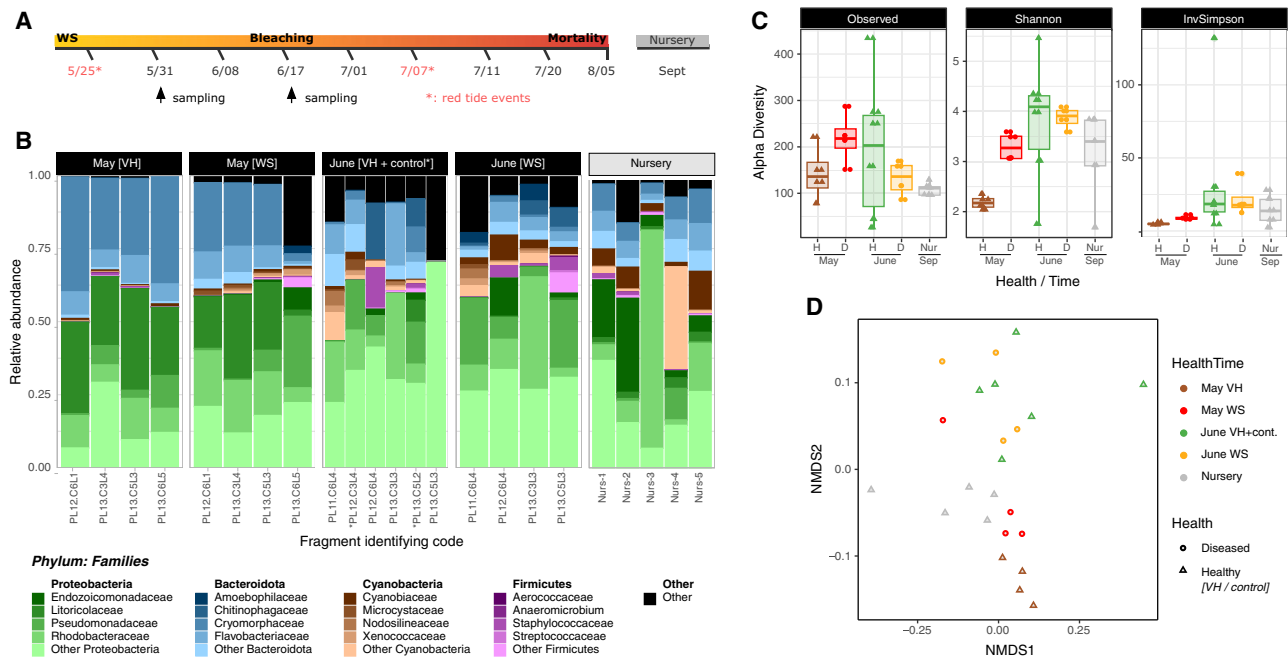 A
WS Bleaching Mortality Nursery
5/25* 5/31 6/08 6/17 7/01 7/07* 7/11 7/20 8/05 Sept
sampling sampling *: red tide events
B
May [VH] May [WS] June [VH + control*] June [WS] Nursery
Relative abundance
1.00
0.75
0.50
0.25
0.00
PL12.C6L1
PL13.C3L4
PL13.C5L3
PL13.C6L5
PL12.C6L1
PL13.C3L4
PL13.C5L3
PL13.C6L5
PL11.C6L4
*PL12.C3L4
PL12.C6L4
PL13.C3L3
*PL13.C5L2
PL13.C5L3
PL11.C6L4
PL12.C6L4
PL13.C3L3
PL13.C5L3
Nurs-1
Nurs-2
Nurs-3
Nurs-4
Nurs-5
Fragment identifying code
Phylum: Families
Proteobacteria
Endozoicomonadaceae
Litoricolaceae
Pseudomonadaceae
Rhodobacteraceae
Other Proteobacteria
Bacteroidota
Amoebophilaceae
Chitinophagaceae
Cryomorphaceae
Flavobacteriaceae
Other Bacteroidota
Cyanobacteria
Cyanobiaceae
Microcystaceae
Nodosilineaceae
Xenococcaceae
Other Cyanobacteria
Firmicutes
Aerococcaceae
Anaeromicrobium
Staphylococcaceae
Streptococcaceae
Other Firmicutes
Other
Other
C
Observed Shannon InvSimpson
Alpha Diversity
400
300
200
100
5
4
3
2
100
50
0
H D H D Nur
May June Sep
H D H D Nur
May June Sep
H D H D Nur
May June Sep
Health / Time
D
NMDS2
0.1
0.0
−0.1
−0.25 0.00 0.25
NMDS1
HealthTime
May VH
May WS
June VH+cont.
June WS
Nursery
Health
Diseased
Healthy
[VH / control]